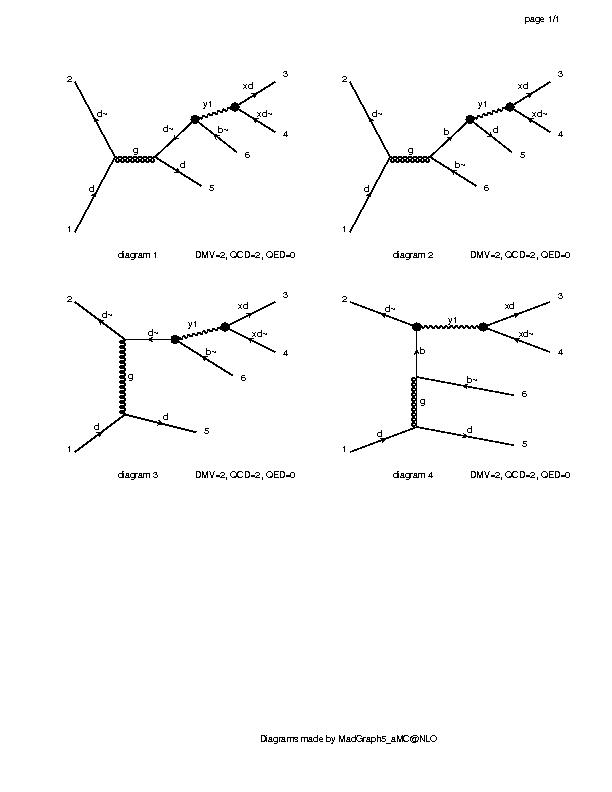 page 1/1
2 d~ g d 1 d~ y1 xd 3 xd~ 4 b~ 6 d 5
diagram 1 DMV=2, QCD=2, QED=0
2 d~ g d 1 b y1 xd 3 xd~ 4 d 5 b~ 6
diagram 2 DMV=2, QCD=2, QED=0
2 d~ g d 1 d~ y1 xd 3 xd~ 4 b~ 6 d 5
diagram 3 DMV=2, QCD=2, QED=0
2 d~ y1 xd 3 xd~ 4 b b~ 6 g d 1 d 5
diagram 4 DMV=2, QCD=2, QED=0
Diagrams made by MadGraph5_aMC@NLO